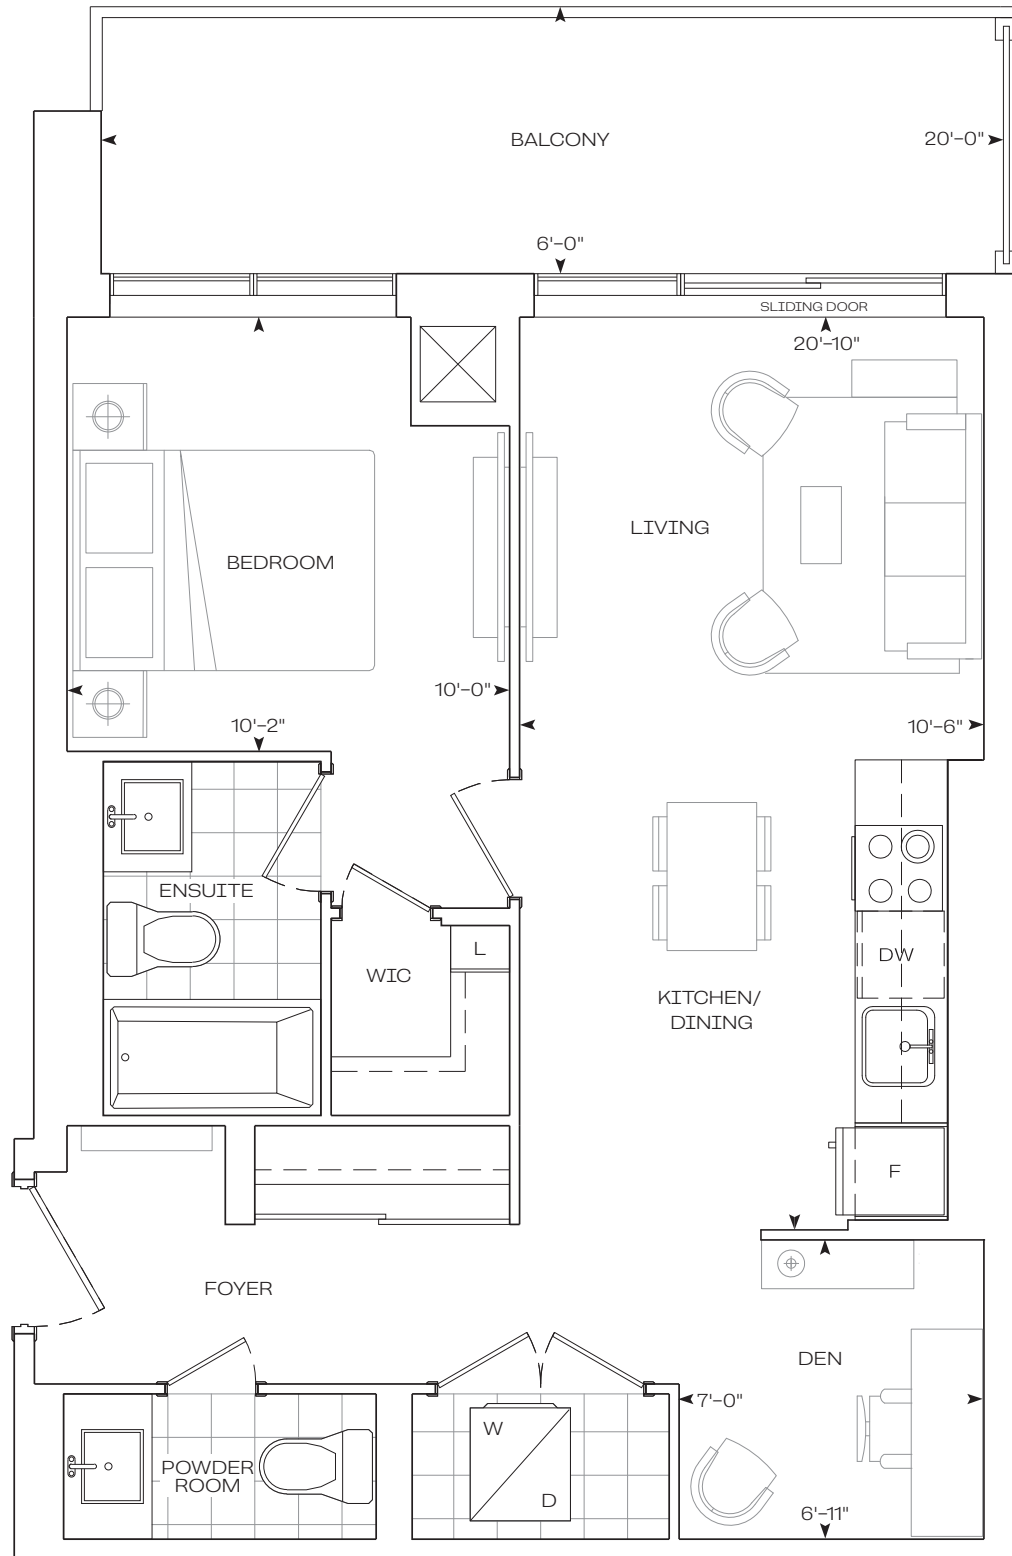 BALCONY
20'-0"
6'-0"
SLIDING DOOR
20'-10"
LIVING
BEDROOM
10'-0"
10'-2"
10'-6"
ENSUITE
L
WIC
DW
KITCHEN/
DINING
F
FOYER
DEN
7'-0"
W
D
POWDER
ROOM
6'-11"